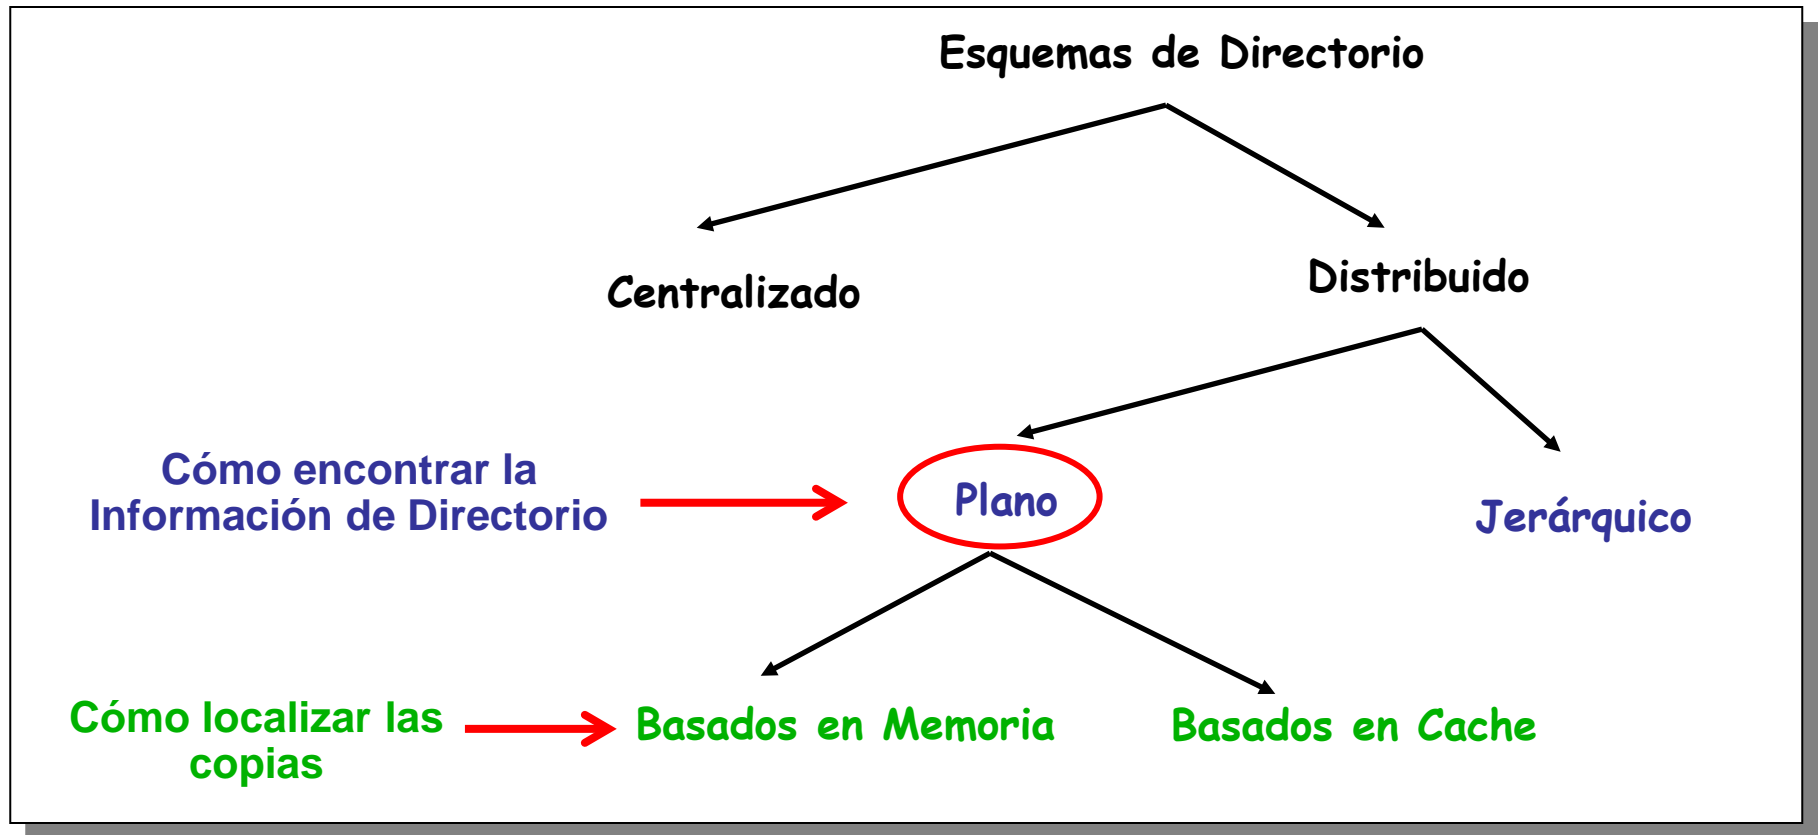 Esquemas de Directorio
Centralizado
Distribuido
Cómo encontrar la
Información de Directorio
Plano
Jerárquico
Cómo localizar las
copias
Basados en Memoria
Basados en Cache